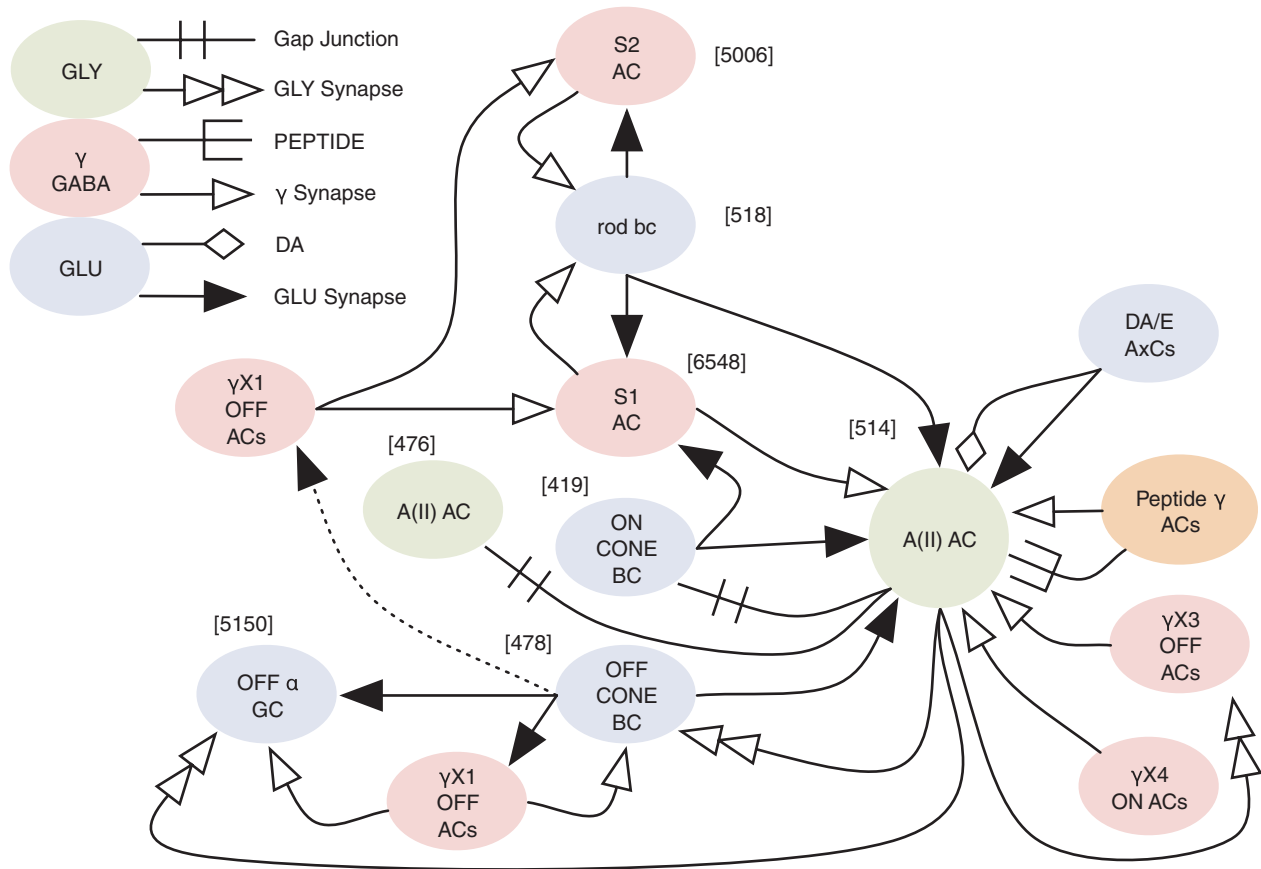 GLY
Gap Junction
GLY Synapse
γ
GABA
PEPTIDE
γ Synapse
GLU
DA
GLU Synapse
S2
AC
[5006]
rod bc
[518]
DA/E
AxCs
γX1
OFF
ACs
S1
AC
[6548]
[476]
A(II) AC
[419]
ON
CONE
BC
[514]
A(II) AC
Peptide γ
ACs
γX3
OFF
ACs
[5150]
OFF α
GC
[478]
OFF
CONE
BC
γX1
OFF
ACs
γX4
ON ACs